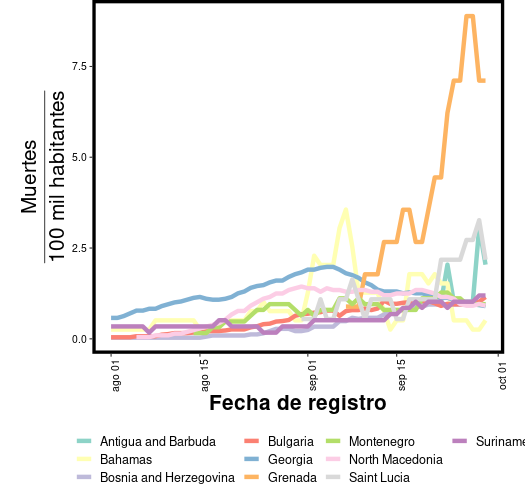 Muertes
100 mil habitantes
7.5
5.0
2.5
0.0
ago 01
ago 15
sep 01
sep 15
oct 01
Fecha de registro
Antigua and Barbuda Bulgaria Montenegro Suriname
Bahamas Georgia North Macedonia
Bosnia and Herzegovina Grenada Saint Lucia